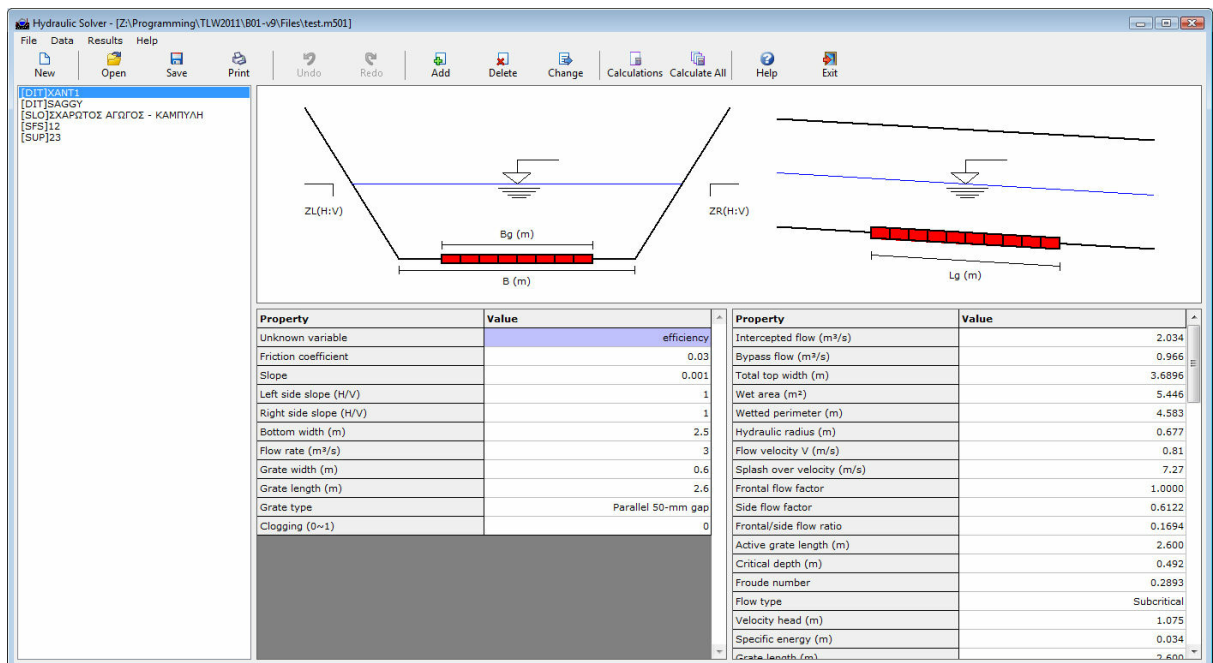 Hydraulic Solver - [Z:\Programming\TLW2011\B01-v9\Files\test.m501]
File Data Results Help
New Open Save Print Undo Redo Add Delete Change Calculations Calculate All Help Exit
[DIT]XANT1
[DIT]SAGGY
[SLO]ΣΧΑΡΩΤΟΣ ΑΓΩΓΟΣ - ΚΑΜΠΥΛΗ
[SFS]12
[SUP]23
ZL(H:V)
ZR(H:V)
Bg (m)
B (m)
Lg (m)
Property Value
Unknown variable efficiency
Friction coefficient 0.03
Slope 0.001
Left side slope (H/V) 1
Right side slope (H/V) 1
Bottom width (m) 2.5
Flow rate (m³/s) 3
Grate width (m) 0.6
Grate length (m) 2.6
Grate type Parallel 50-mm gap
Clogging (0~1) 0
Property Value
Intercepted flow (m³/s) 2.034
Bypass flow (m³/s) 0.966
Total top width (m) 3.6896
Wet area (m²) 5.446
Wetted perimeter (m) 4.583
Hydraulic radius (m) 0.677
Flow velocity V (m/s) 0.81
Splash over velocity (m/s) 7.27
Frontal flow factor 1.0000
Side flow factor 0.6122
Frontal/side flow ratio 0.1694
Active grate length (m) 2.600
Critical depth (m) 0.492
Froude number 0.2893
Flow type Subcritical
Velocity head (m) 1.075
Specific energy (m) 0.034
Grate length (m) 2.600